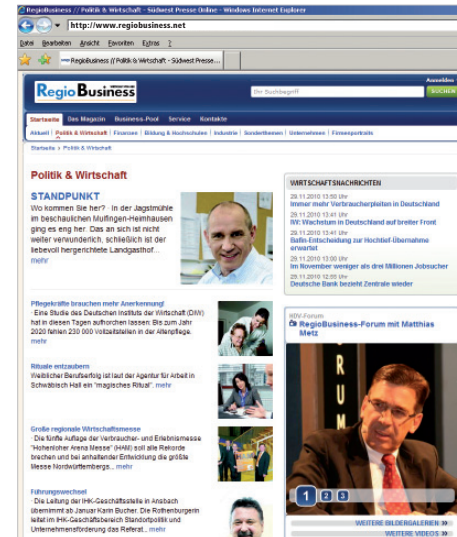 RegioBusiness // Politik & Wirtschaft - Südwest Presse Online - Windows Internet Explorer
http://www.regiobusiness.net
Datei Bearbeiten Ansicht Favoriten Extras ?
RegioBusiness // Politik & Wirtschaft - Südwest Presse...
Anmelden
RegioBusiness
Ihr Suchbegriff
SUCHEN
Startseite Das Magazin Business-Pool Service Kontakte
Aktuell | Politik & Wirtschaft | Finanzen | Bildung & Hochschulen | Industrie | Sonderthemen | Unternehmen | Firmenportraits
Startseite > Politik & Wirtschaft
Politik & Wirtschaft
STANDPUNKT
Wo kommen Sie her? · In der Jagstmühle
im beschaulichen Mulfingen-Heimhausen
ging es eng her. Das an sich ist nicht
weiter verwunderlich, schließlich ist der
liebevoll hergerichtete Landgasthof...
mehr
Pflegekräfte brauchen mehr Anerkennung!
· Eine Studie des Deutschen Instituts der Wirtschaft (DIW)
hat in diesen Tagen aufhorchen lassen: Bis zum Jahr
2020 fehlen 230 000 Vollzeitstellen in der Altenpflege.
mehr
Rituale entzaubern
Weiblicher Berufserfolg ist laut der Agentur für Arbeit in
Schwäbisch Hall ein "magisches Ritual". mehr
Große regionale Wirtschaftsmesse
· Die fünfte Auflage der Verbraucher- und Erlebnismesse
"Hohenloher Arena Messe" (HAM) soll alle Rekorde
brechen und bei anhaltender Entwicklung die größte
Messe Nordwürttembergs... mehr
Führungswechsel
· Die Leitung der IHK-Geschäftsstelle in Ansbach
übernimmt ab Januar Karin Bucher. Die Rothenburgerin
leitet im IHK-Geschäftsbereich Standortpolitik und
Unternehmensförderung das Referat... mehr
WIRTSCHAFTSNACHRICHTEN
29.11.2010 13:50 Uhr
Immer mehr Verbraucherpleiten in Deutschland
29.11.2010 13:41 Uhr
IW: Wachstum in Deutschland auf breiter Front
29.11.2010 13:41 Uhr
Bafin-Entscheidung zur Hochtief-Übernahme
erwartet
29.11.2010 13:00 Uhr
Im November weniger als drei Millionen Jobsucher
29.11.2010 12:55 Uhr
Deutsche Bank bezieht Zentrale wieder
HDV-Forum
RegioBusiness-Forum mit Matthias
Metz
ORUM
1 2 3
WEITERE BILDERGALERIEN »
WEITERE VIDEOS »